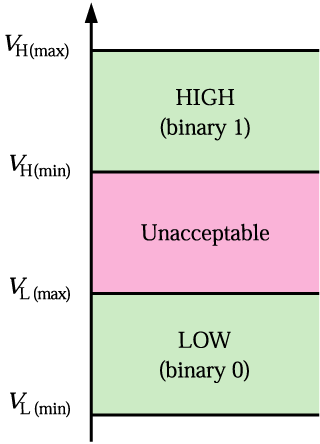 V_H(max)
HIGH
(binary 1)
V_H(min)
Unacceptable
V_L (max)
LOW
(binary 0)
V_L (min)